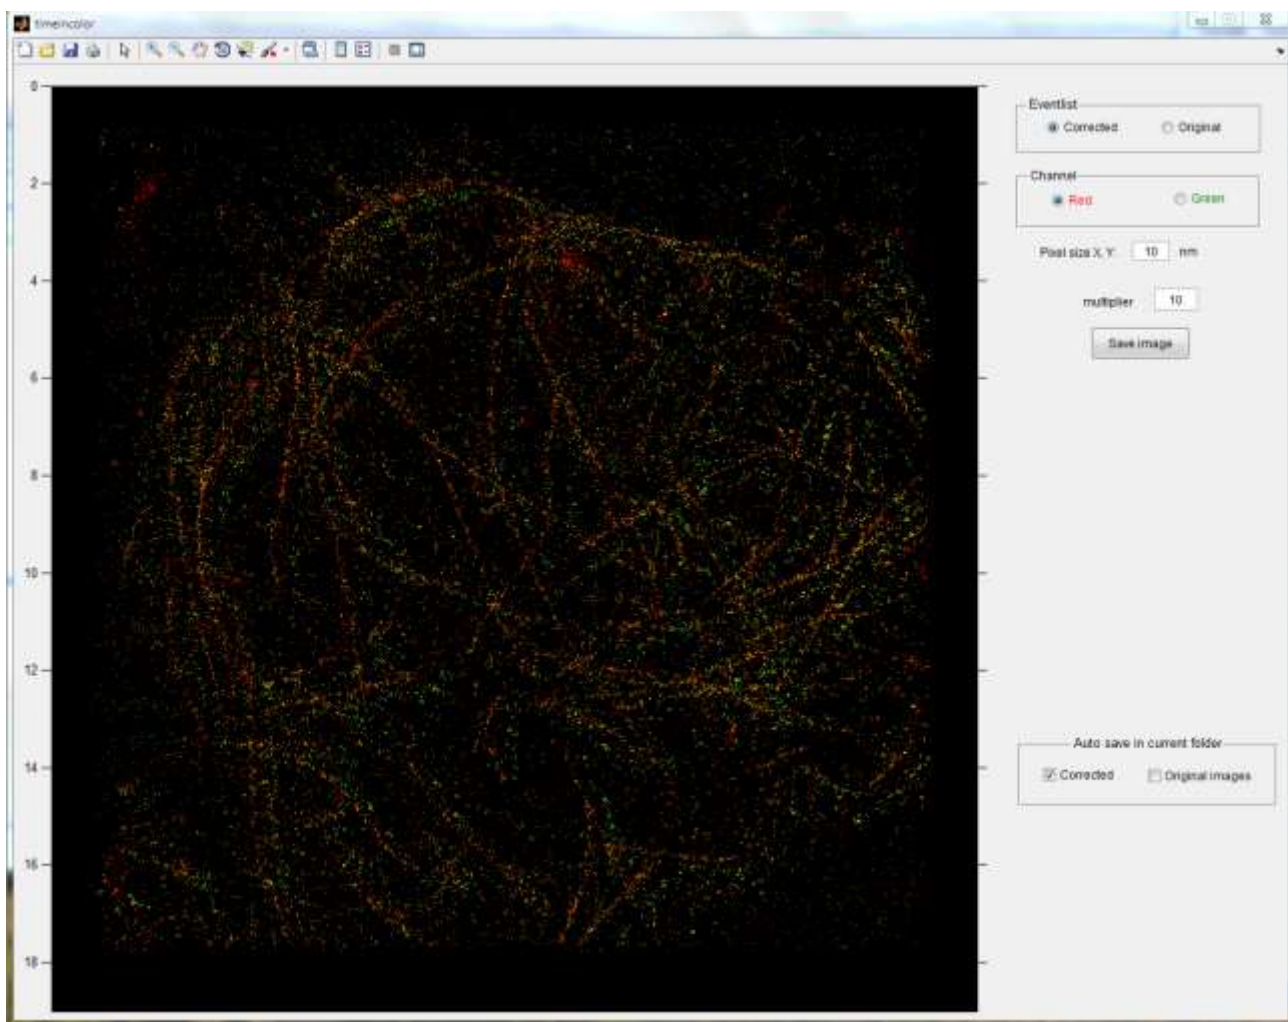 timeincolor
0
2
4
6
8
10
12
14
16
18
Eventlist
Corrected Original
Channel
Red Green
Pixel size X, Y: 10 nm
multiplier 10
Save image
Auto save in current folder
Corrected Original images